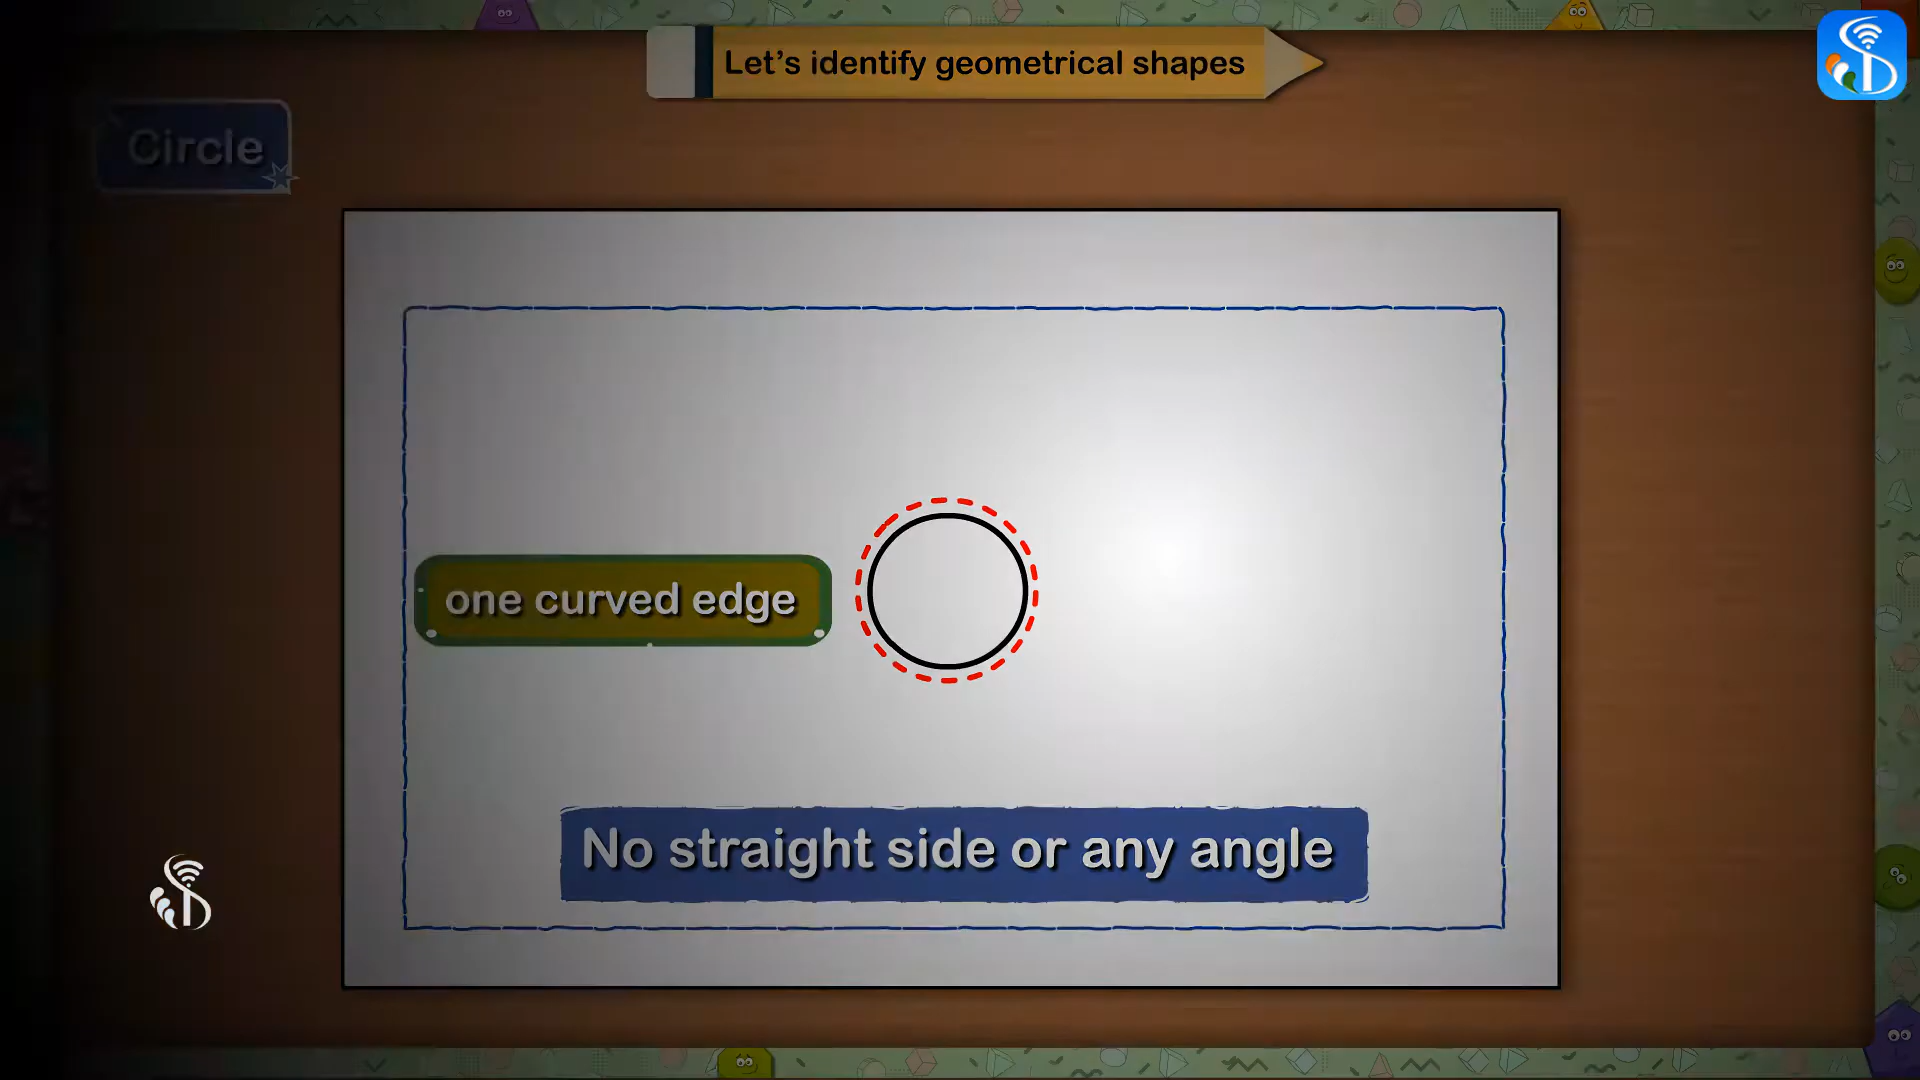 Let's identify geometrical shapes
Circle
one curved edge
No straight side or any angle